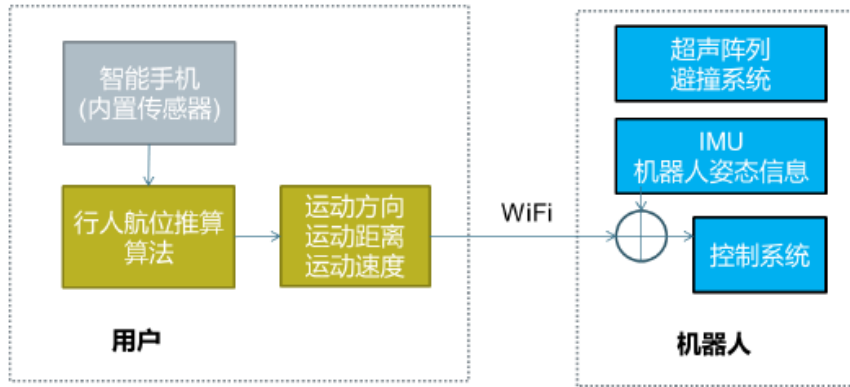 智能手机
(内置传感器)
行人航位推算
算法
运动方向
运动距离
运动速度
用户
WiFi
超声阵列
避撞系统
IMU
机器人姿态信息
控制系统
机器人